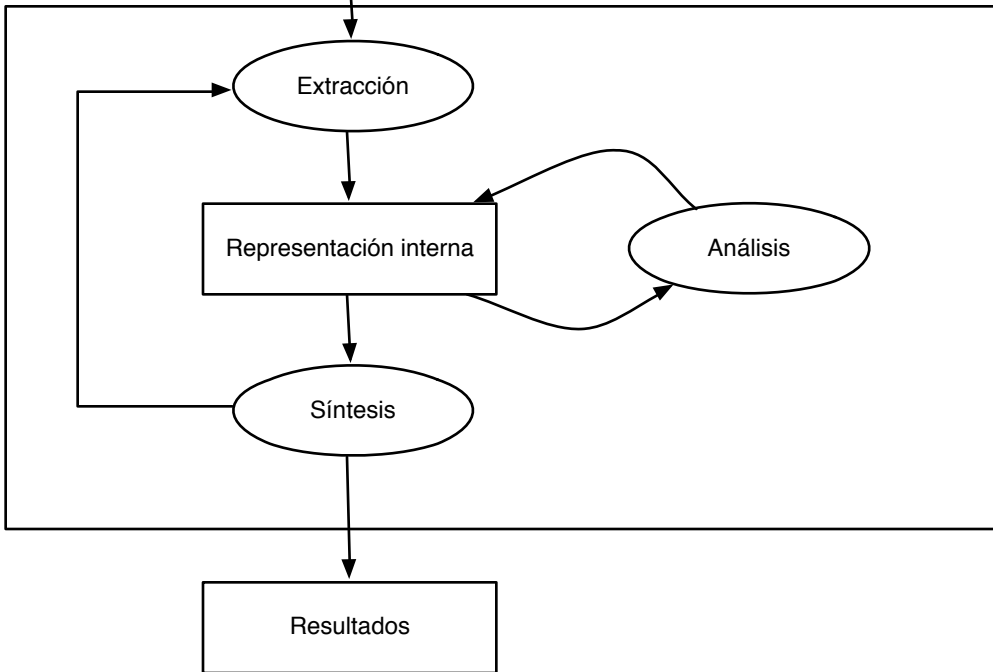 Extracción
Representación interna
Análisis
Síntesis
Resultados